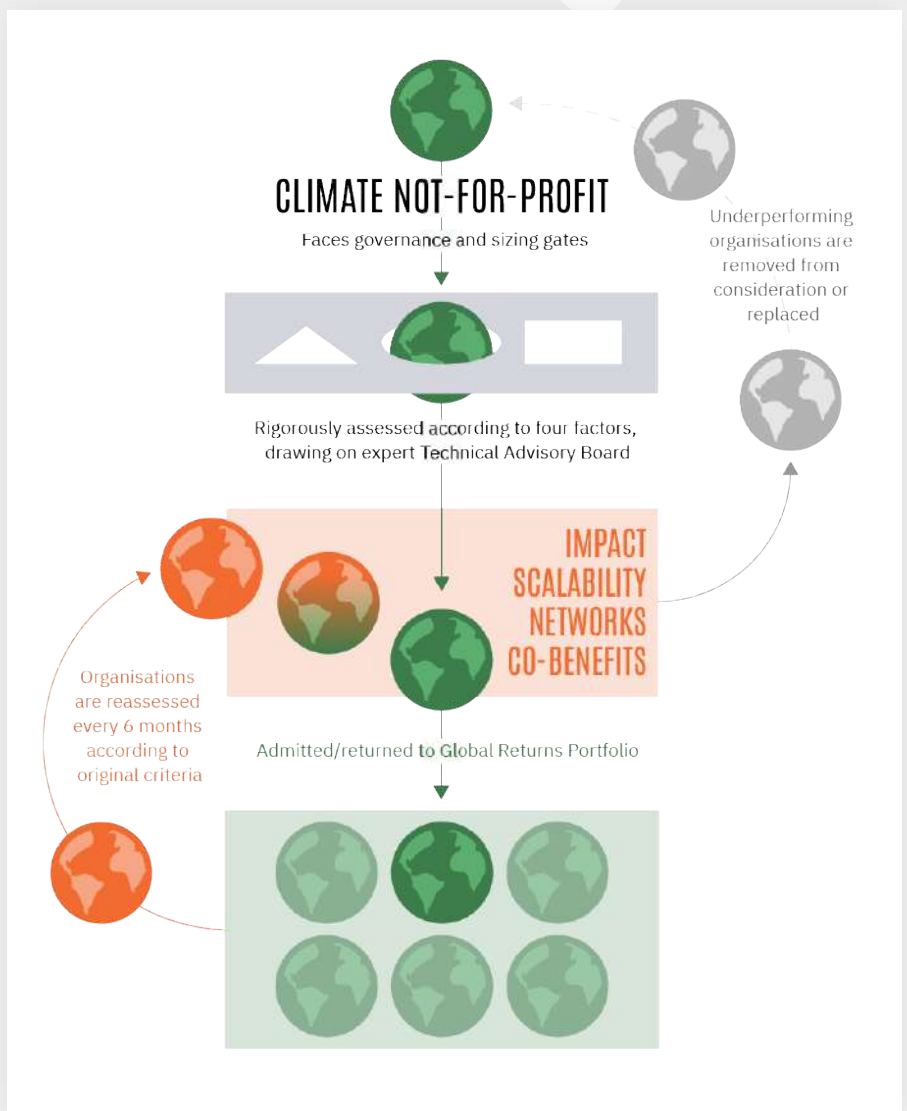 CLIMATE NOT-FOR-PROFIT
Faces governance and sizing gates
Underperforming
organisations are
removed from
consideration or
replaced
Rigorously assessed according to four factors,
drawing on expert Technical Advisory Board
IMPACT
SCALABILITY
NETWORKS
CO-BENEFITS
Organisations
are reassessed
every 6 months
according to
original criteria
Admitted/returned to Global Returns Portfolio